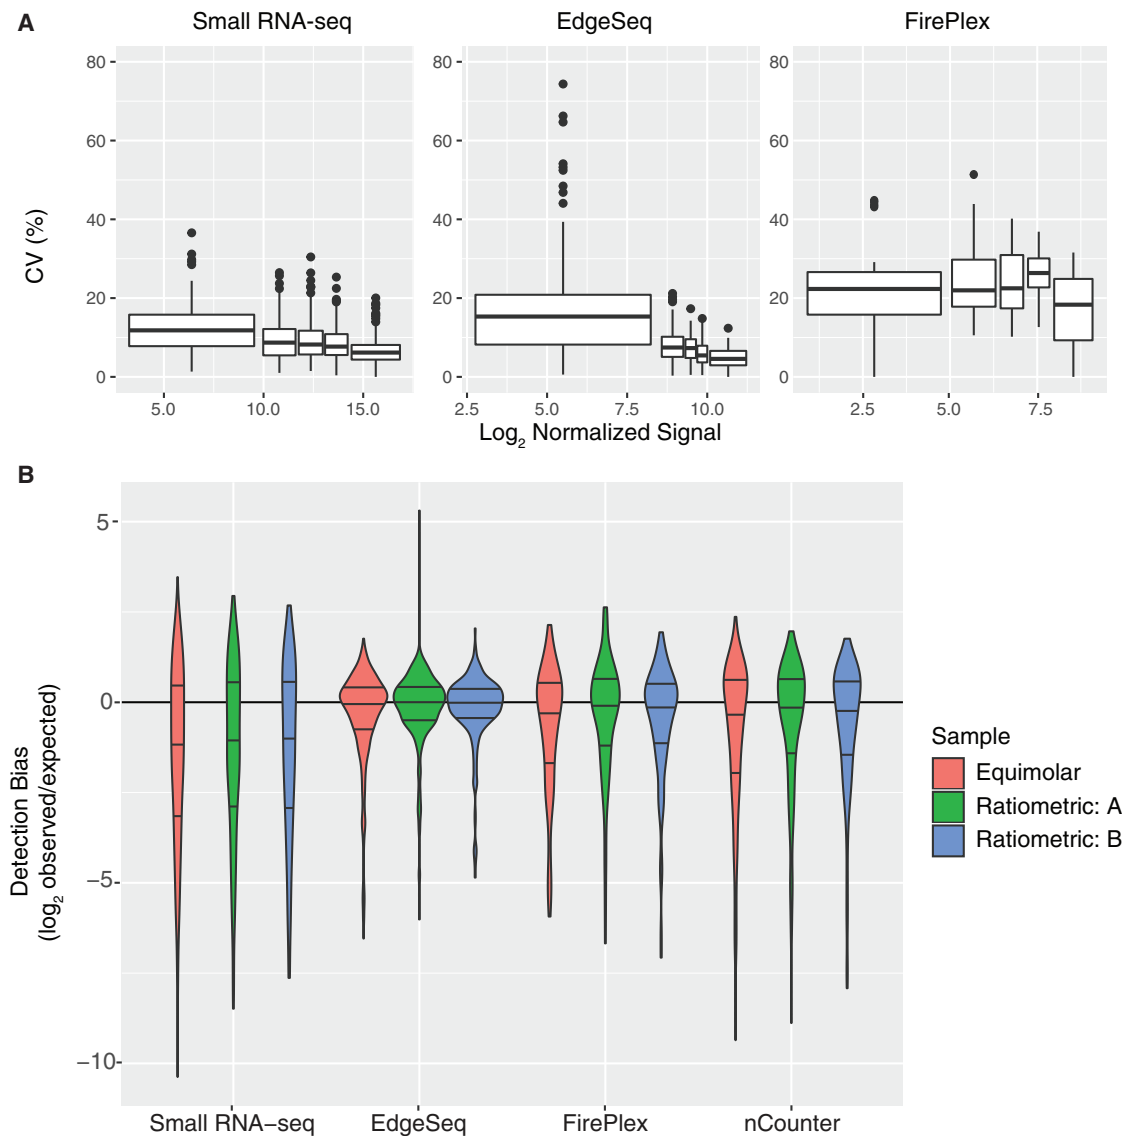 A
Small RNA-seq
EdgeSeq
FirePlex
CV (%)
80
60
40
20
0
5.0
10.0
15.0
80
60
40
20
0
2.5
5.0
7.5
10.0
80
60
40
20
0
2.5
5.0
7.5
Log2 Normalized Signal
B
Detection Bias
(log2 observed/expected)
5
0
−5
−10
Small RNA−seq
EdgeSeq
FirePlex
nCounter
Sample
Equimolar
Ratiometric: A
Ratiometric: B